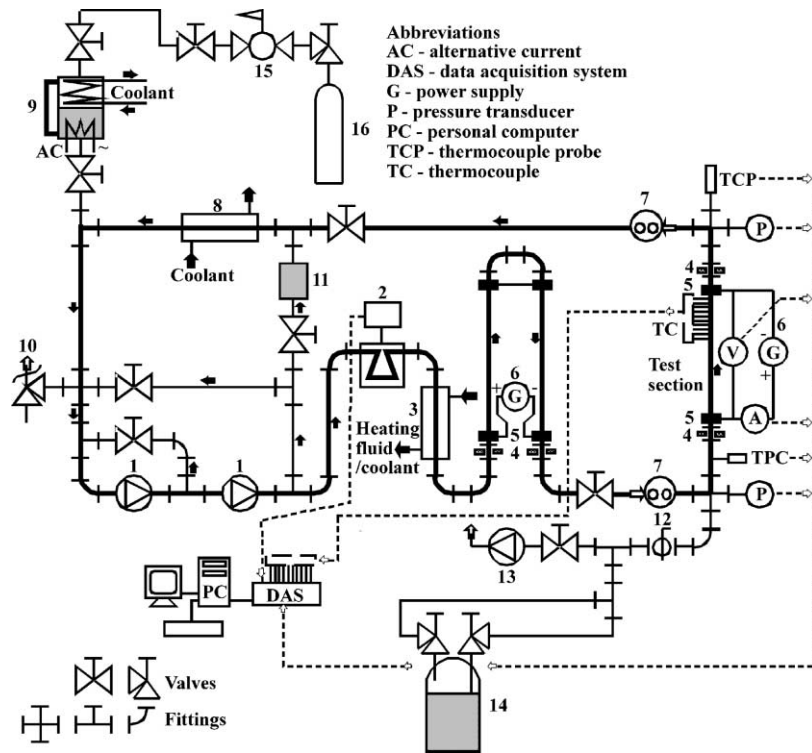 Abbreviations
AC - alternative current
DAS - data acquisition system
G - power supply
P - pressure transducer
PC - personal computer
TCP - thermocouple probe
TC - thermocouple
15
16
9
Coolant
AC ~
TCP
7
P
8
Coolant
11
2
4
5
TC
V
-
G
6
+
Test
section
10
6
+ G -
3
Heating
fluid
/coolant
5
4
5
A
4
TPC
1
1
7
P
12
13
PC
DAS
14
Valves
Fittings